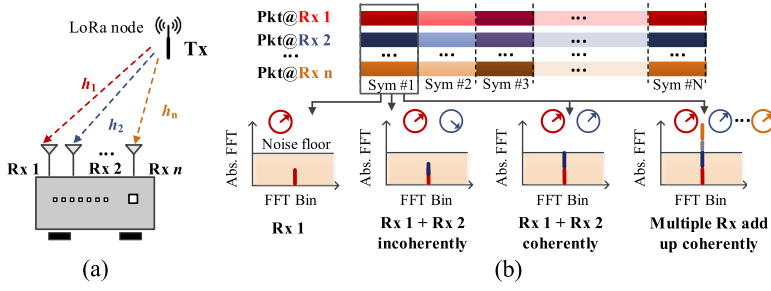 LoRa node
Tx
h1
h2
hn
...
Rx 1
Rx 2
Rx n
(a)
Pkt@Rx 1
...
Pkt@Rx 2
...
...
...
...
Pkt@Rx n
Sym #1
Sym #2
Sym #3
...
Sym #N
Abs. FFT
Noise floor
FFT Bin
Rx 1
Abs. FFT
FFT Bin
Rx 1 + Rx 2
incoherently
Abs. FFT
FFT Bin
Rx 1 + Rx 2
coherently
...
Abs. FFT
FFT Bin
Multiple Rx add
up coherently
(b)